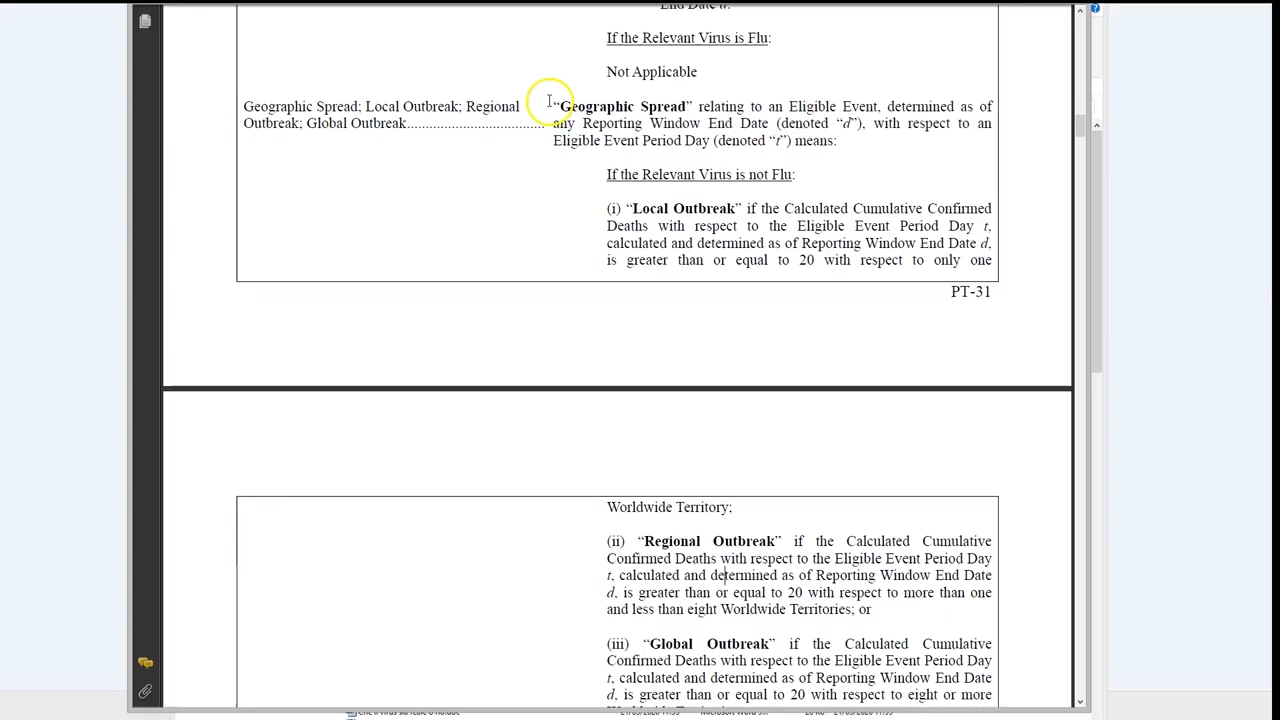 End Date t.
If the Relevant Virus is Flu:
Not Applicable
Geographic Spread; Local Outbreak; Regional
Outbreak; Global Outbreak....................................
“Geographic Spread” relating to an Eligible Event, determined as of
any Reporting Window End Date (denoted “d”), with respect to an
Eligible Event Period Day (denoted “t”) means:
If the Relevant Virus is not Flu:
(i) “Local Outbreak” if the Calculated Cumulative Confirmed
Deaths with respect to the Eligible Event Period Day t,
calculated and determined as of Reporting Window End Date d,
is greater than or equal to 20 with respect to only one
PT-31
Worldwide Territory;
(ii) “Regional Outbreak” if the Calculated Cumulative
Confirmed Deaths with respect to the Eligible Event Period Day
t, calculated and determined as of Reporting Window End Date
d, is greater than or equal to 20 with respect to more than one
and less than eight Worldwide Territories; or
(iii) “Global Outbreak” if the Calculated Cumulative
Confirmed Deaths with respect to the Eligible Event Period Day
t, calculated and determined as of Reporting Window End Date
d, is greater than or equal to 20 with respect to eight or more